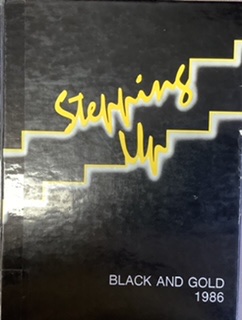 Stepping
Up
BLACK AND GOLD
1986